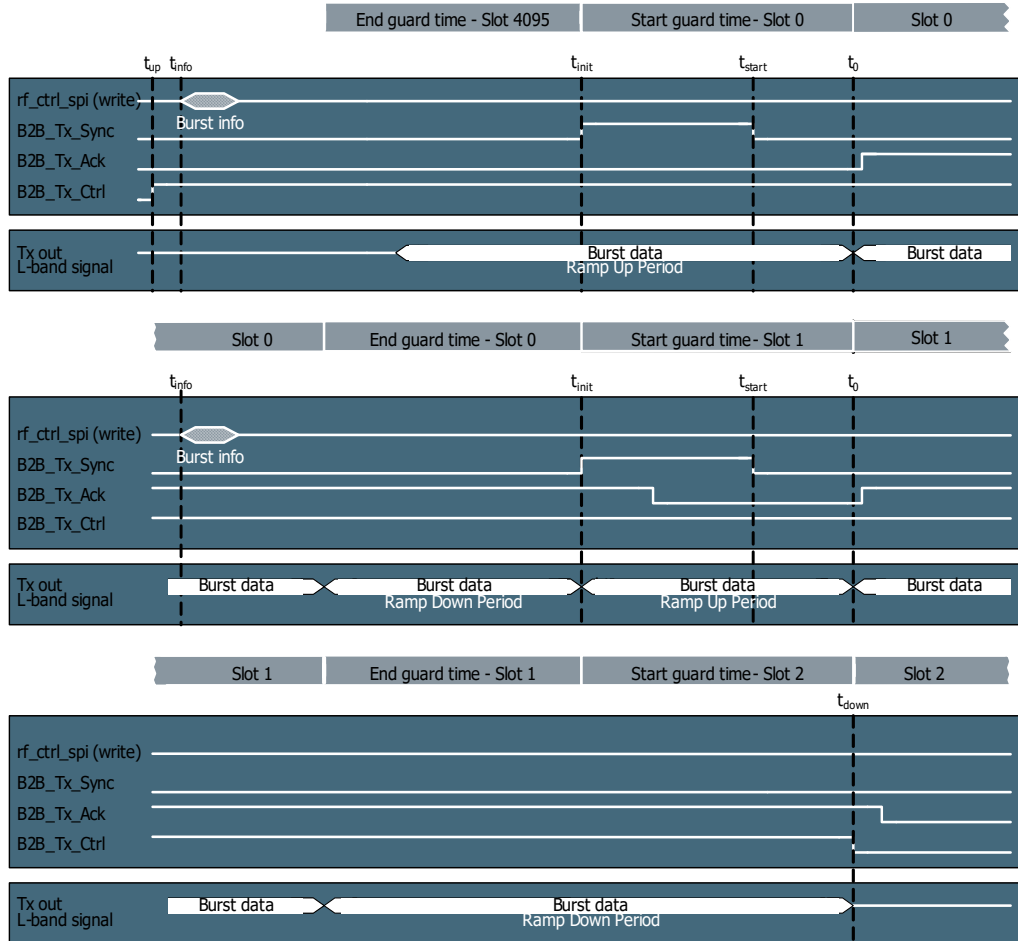 End guard time - Slot 4095 Start guard time- Slot 0 Slot 0
tup tinfo tinit tstart t0
rf_ctrl_spi (write)
Burst info
B2B_Tx_Sync
B2B_Tx_Ack
B2B_Tx_Ctrl
Tx out
L-band signal
Burst data Burst data
Ramp Up Period
Slot 0 End guard time - Slot 0 Start guard time- Slot 1 Slot 1
tinfo tinit tstart t0
rf_ctrl_spi (write)
Burst info
B2B_Tx_Sync
B2B_Tx_Ack
B2B_Tx_Ctrl
Tx out
L-band signal
Burst data Burst data Burst data Burst data
Ramp Down Period Ramp Up Period
Slot 1 End guard time - Slot 1 Start guard time- Slot 2 Slot 2
tdown
rf_ctrl_spi (write)
B2B_Tx_Sync
B2B_Tx_Ack
B2B_Tx_Ctrl
Tx out
L-band signal
Burst data Burst data
Ramp Down Period